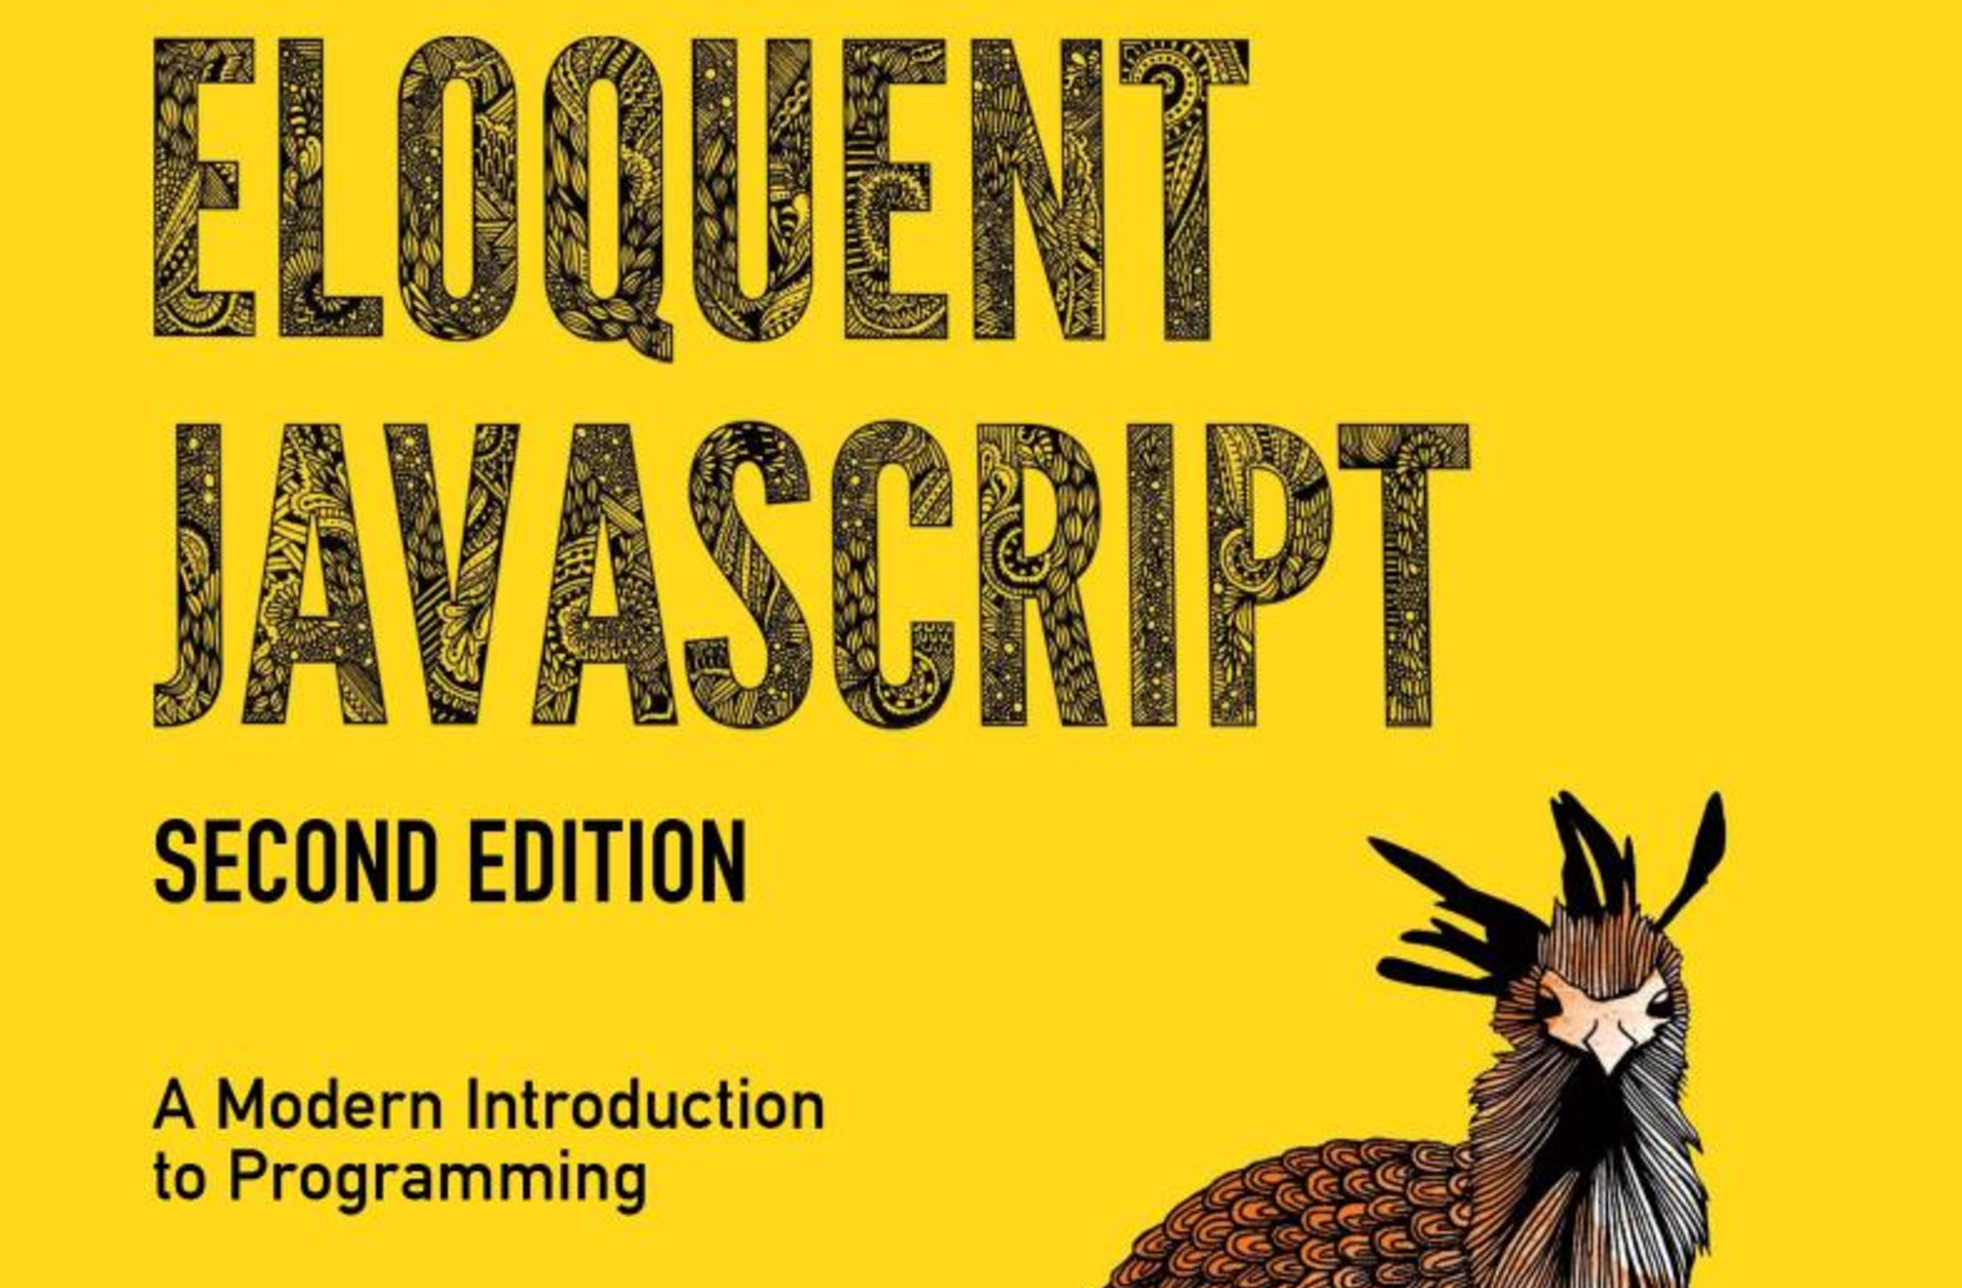 ELOQUENT
JAVASCRIPT
SECOND EDITION
A Modern Introduction
to Programming